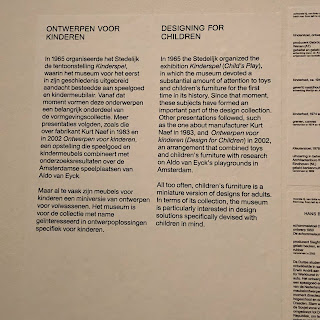 ONTWERPEN VOOR
KINDEREN
In 1965 organiseerde het Stedelijk
de tentoonstelling Kinderspel,
waarin het museum voor het eerst
in zijn geschiedenis uitgebreid
aandacht besteedde aan speelgoed
en kindermeubilair. Vanaf dat
moment vormen deze onderwerpen
een belangrijk onderdeel van
de vormgevingscollectie. Meer
presentaties volgden, zoals die
over fabrikant Kurt Naef in 1983 en
in 2002 Ontwerpen voor kinderen,
een opstelling die speelgoed en
kindermeubels combineert met
onderzoeksresultaten over de
Amsterdamse speelplaatsen van
Aldo van Eyck.
Maar al te vaak zijn meubels voor
kinderen een miniversie van ontwerpen
voor volwassenen. Het museum is
voor de collectie met name
geïnteresseerd in ontwerpoplossingen
specifiek voor kinderen.
DESIGNING FOR
CHILDREN
In 1965 the Stedelijk organized the
exhibition Kinderspel (Child's Play),
in which the museum devoted a
substantial amount of attention to toys
and children's furniture for the first
time in its history. Since that moment,
these subjects have formed an
important part of the design collection.
Other presentations followed, such
as the one about manufacturer Kurt
Naef in 1983, and Ontwerpen voor
kinderen (Design for Children) in 2002,
an arrangement that combined toys
and children's furniture with research
on Aldo van Eyck's playgrounds in
Amsterdam.
All too often, children's furniture is a
miniature version of designs for adults.
In terms of its collection, the museum
is particularly interested in design
solutions specifically devised with
children in mind.